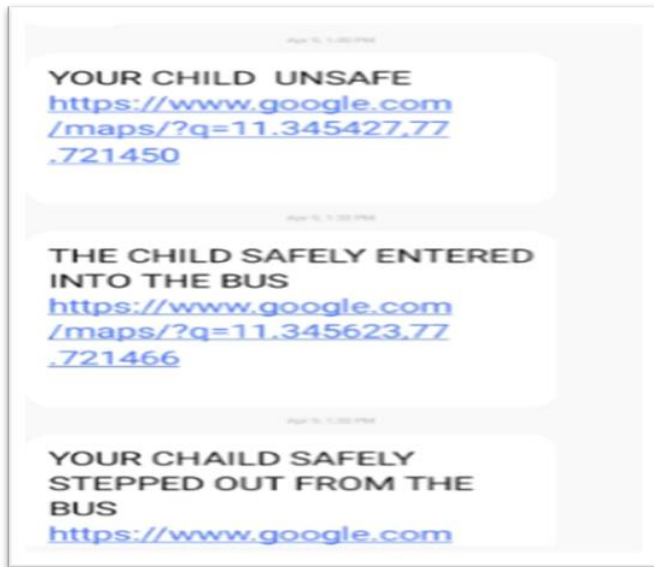 YOUR CHILD UNSAFE
https://www.google.com
/maps/?q=11.345427,77
.721450
THE CHILD SAFELY ENTERED
INTO THE BUS
https://www.google.com
/maps/?q=11.345623,77
.721466
YOUR CHAILD SAFELY
STEPPED OUT FROM THE
BUS
https://www.google.com